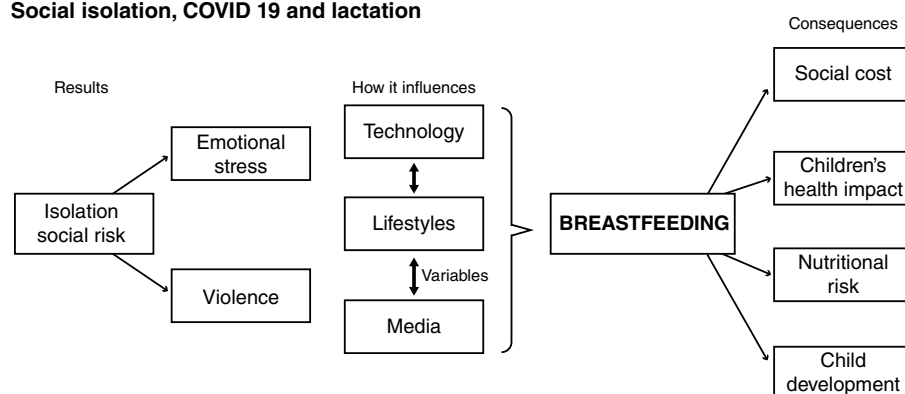 Social isolation, COVID 19 and lactation
Consequences
Results
How it influences
Social cost
Technology
Emotional
stress
Children's
health impact
Isolation
social risk
Lifestyles
BREASTFEEDING
Variables
Nutritional
risk
Violence
Media
Child
development